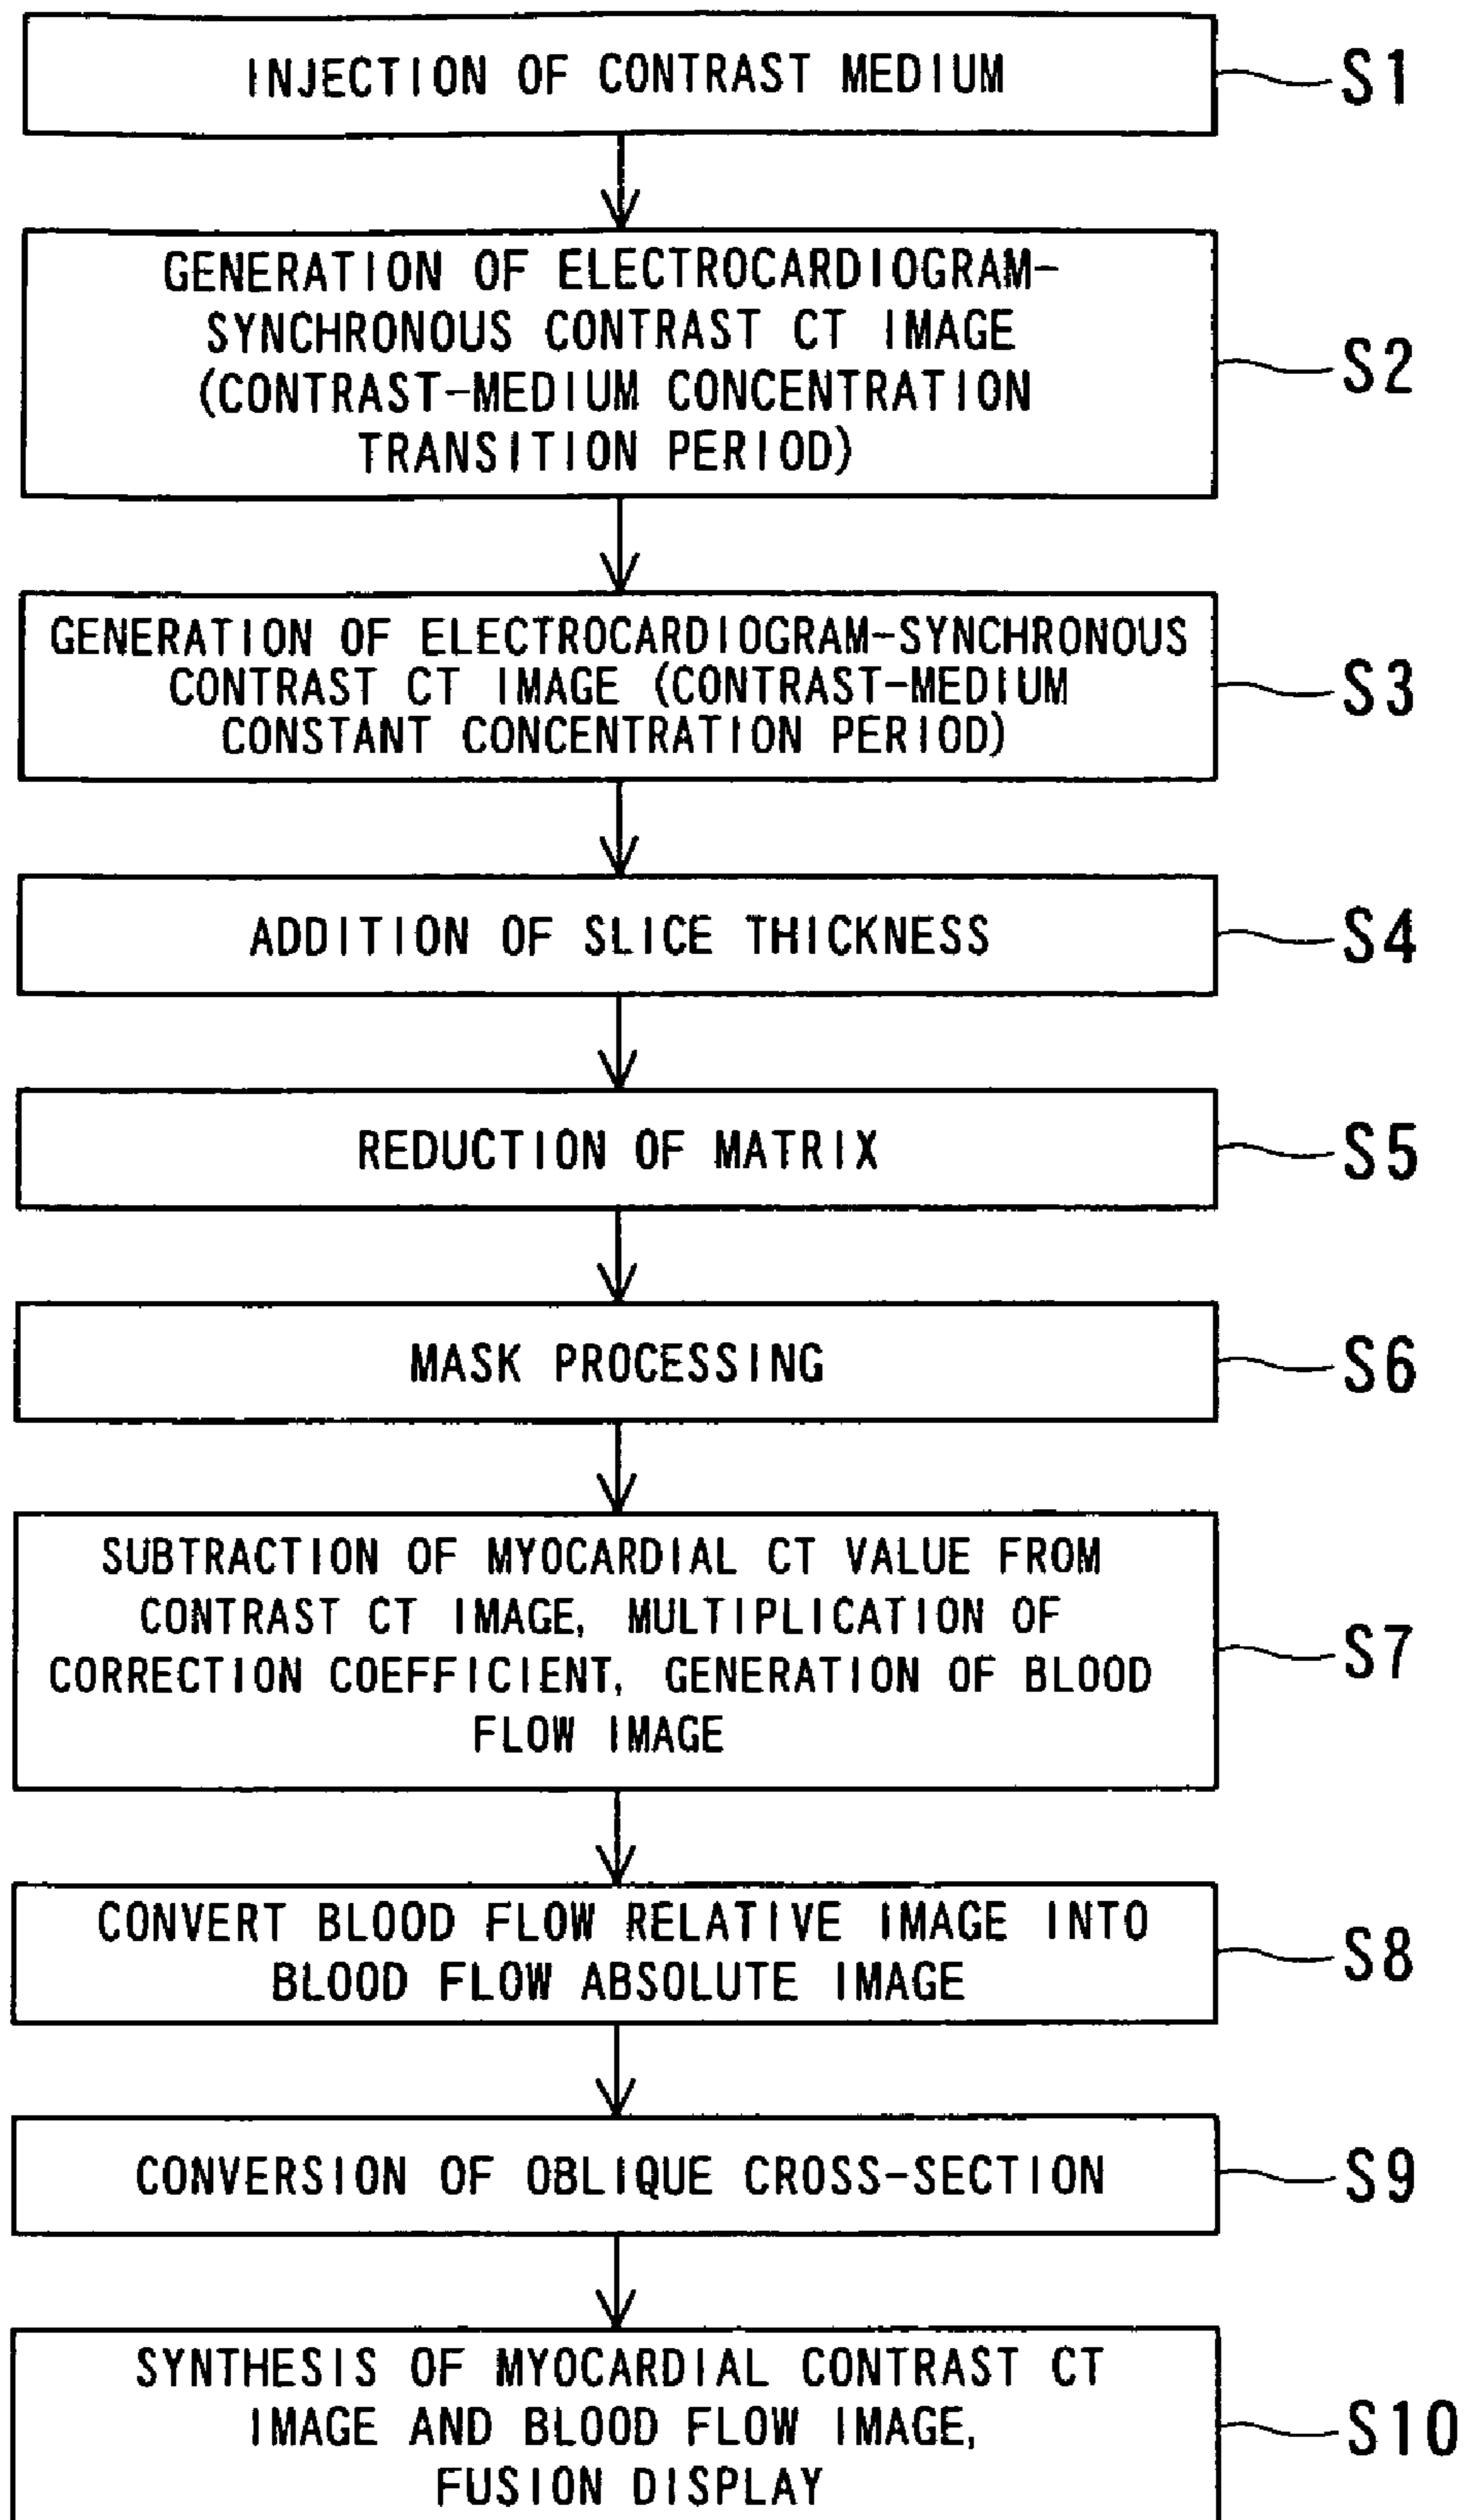 INJECTION OF CONTRAST MEDIUM
S1
GENERATION OF ELECTROCARDIOGRAM-
SYNCHRONOUS CONTRAST CT IMAGE
(CONTRAST-MEDIUM CONCENTRATION
TRANSITION PERIOD)
S2
GENERATION OF ELECTROCARDIOGRAM-SYNCHRONOUS
CONTRAST CT IMAGE (CONTRAST-MEDIUM
CONSTANT CONCENTRATION PERIOD)
S3
ADDITION OF SLICE THICKNESS
S4
REDUCTION OF MATRIX
S5
MASK PROCESSING
S6
SUBTRACTION OF MYOCARDIAL CT VALUE FROM
CONTRAST CT IMAGE, MULTIPLICATION OF
CORRECTION COEFFICIENT, GENERATION OF BLOOD
FLOW IMAGE
S7
CONVERT BLOOD FLOW RELATIVE IMAGE INTO
BLOOD FLOW ABSOLUTE IMAGE
S8
CONVERSION OF OBLIQUE CROSS-SECTION
S9
SYNTHESIS OF MYOCARDIAL CONTRAST CT
IMAGE AND BLOOD FLOW IMAGE,
FUSION DISPLAY
S10